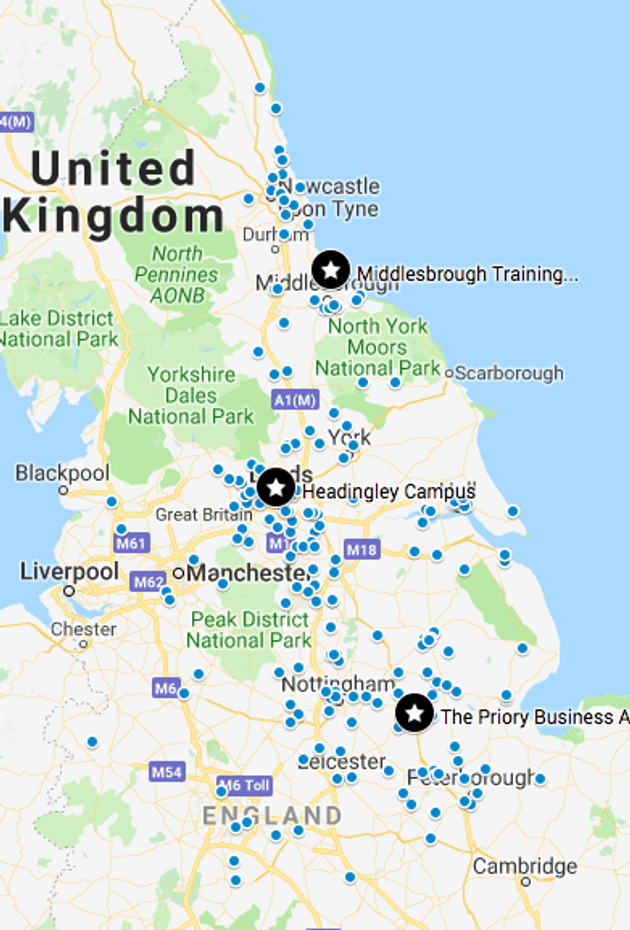 4(M)
United
Kingdom
Newcastle
upon Tyne
Durham
North
Pennines
AONB
Middlesbrough Training...
Middlesbrough
Lake District
National Park
North York
Moors
National Park
Scarborough
Yorkshire
Dales
National Park
A1(M)
York
Blackpool
Leeds
Headingley Campus
Great Britain
M61
M1
M18
Liverpool
M62
Manchester
Chester
Peak District
National Park
M6
Nottingham
The Priory Business A
M54
Leicester
Peterborough
M6 Toll
ENGLAND
Cambridge